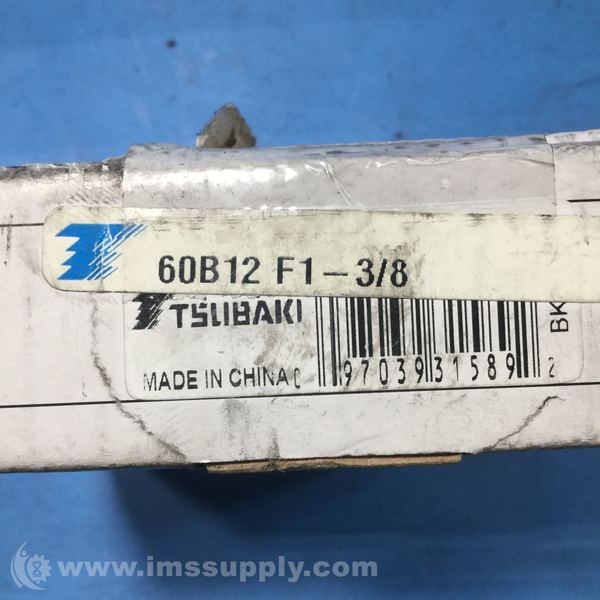 60B12 F1-3/8
TSUBAKI
BK
MADE IN CHINA
0 97039 31589 2
www.imssupply.com